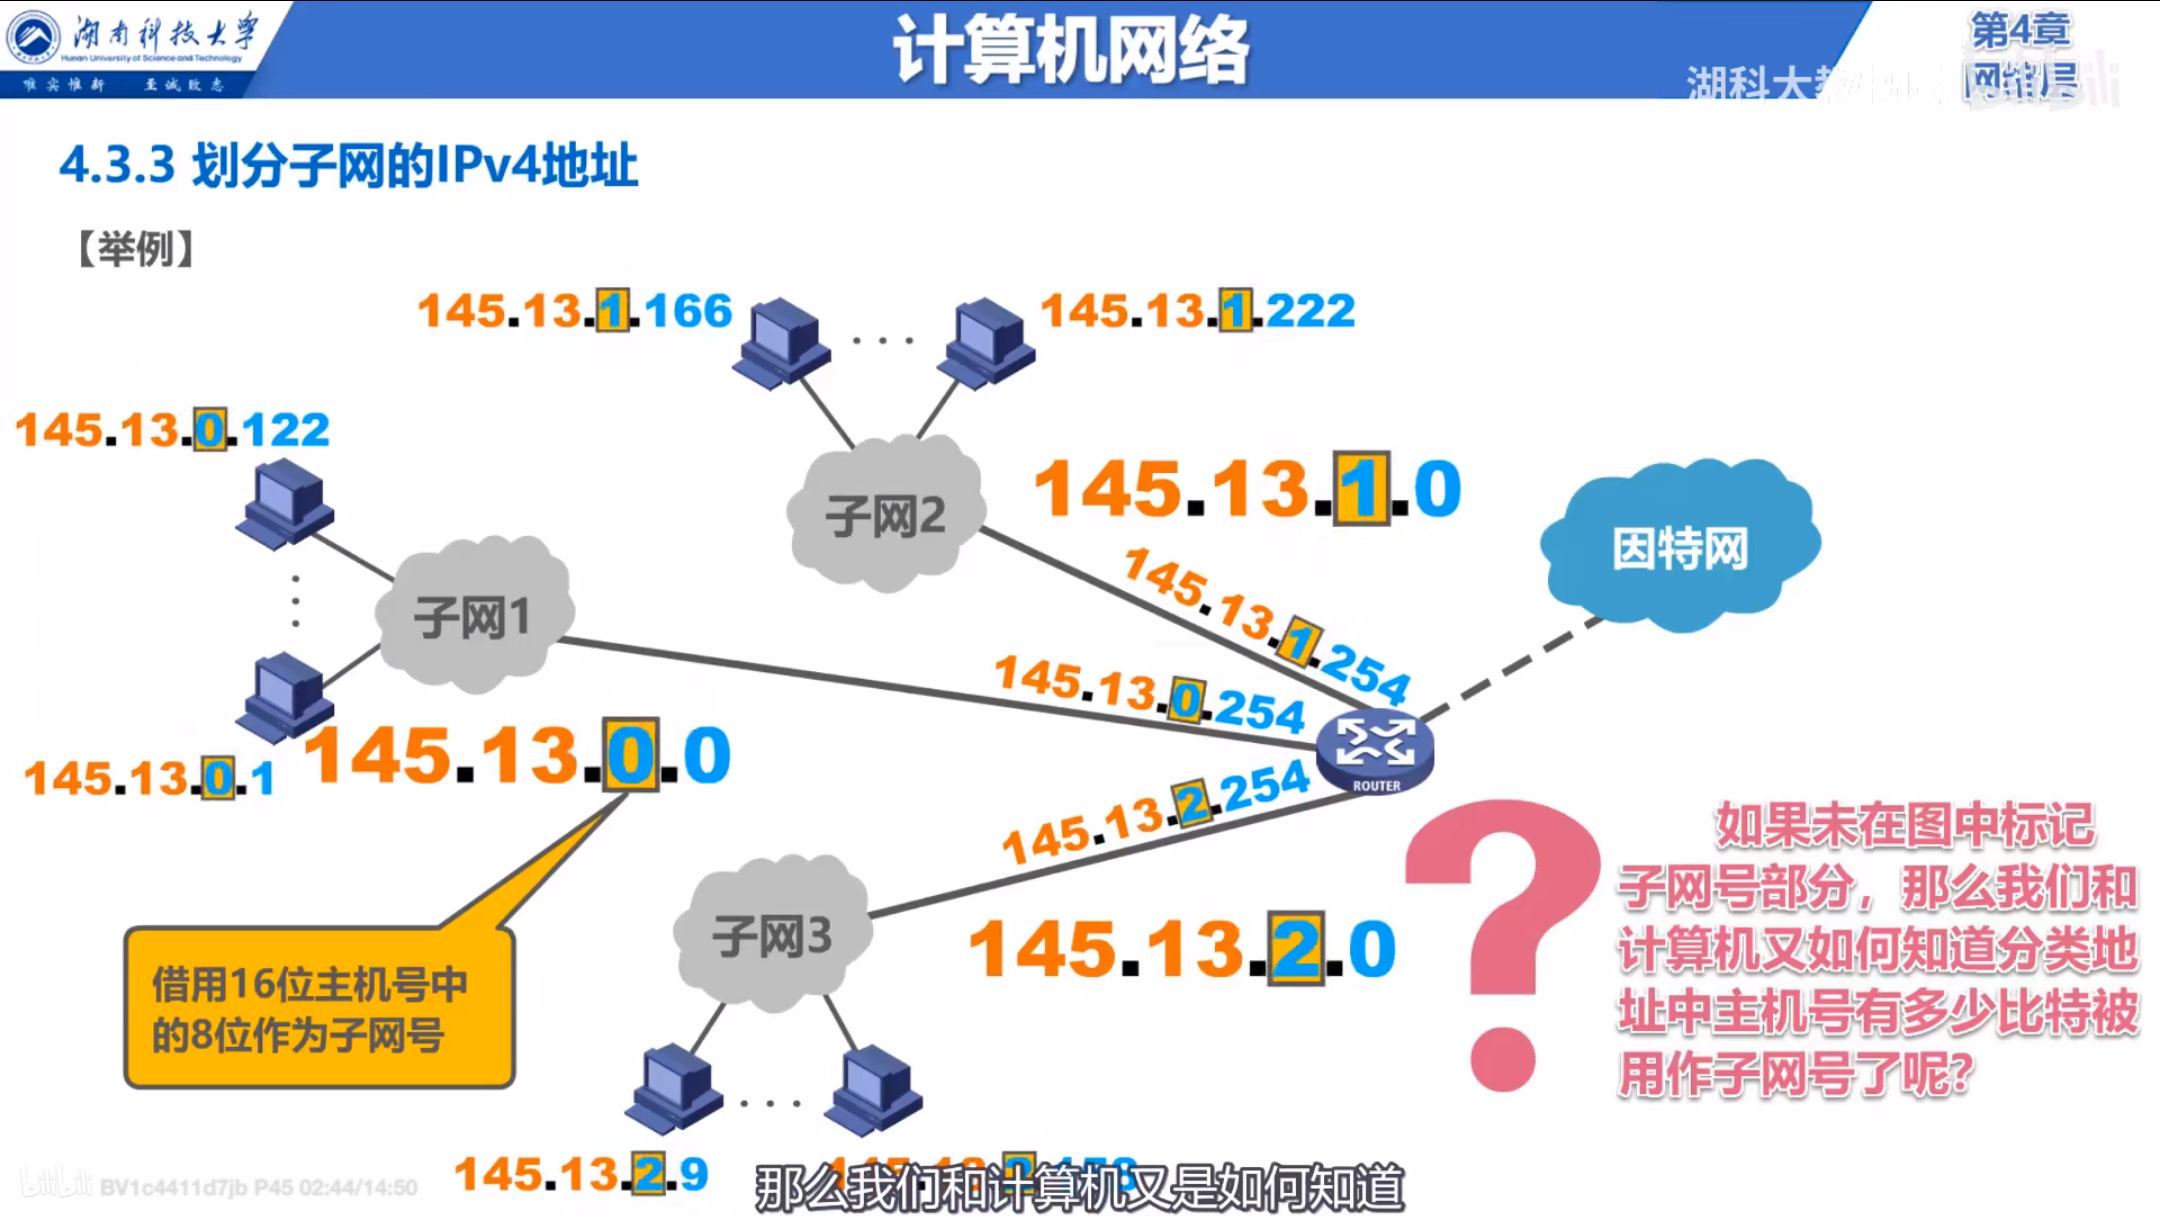 湖南科技大学
Hunan University of Science and Technology
唯实惟新 至诚致志
计算机网络
第4章
网络层
湖科大教
bilibili
4.3.3 划分子网的IPv4地址
【举例】
145.13.1.166
145.13.1.222
145.13.0.122
子网2
145.13.1.0
因特网
145.13.1.254
子网1
145.13.0.254
145.13.0.0
145.13.0.1
ROUTER
145.13.2.254
如果未在图中标记
子网号部分，那么我们和
计算机又如何知道分类地
址中主机号有多少比特被
用作子网号了呢？
子网3
145.13.2.0
借用16位主机号中
的8位作为子网号
145.13.2.9
那么我们和计算机又是如何知道
bilibili BV1c4411d7jb P45 02:44/14:50